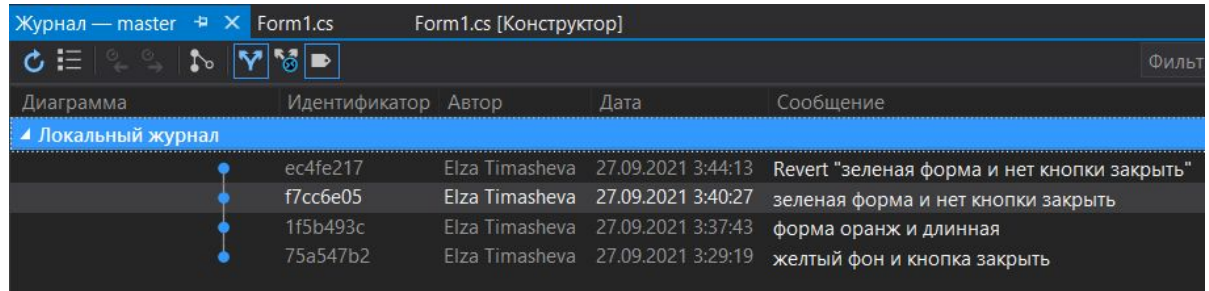 Журнал — master Form1.cs Form1.cs [Конструктор]
Фильт
Диаграмма Идентификатор Автор Дата Сообщение
Локальный журнал
ec4fe217 Elza Timasheva 27.09.2021 3:44:13 Revert "зеленая форма и нет кнопки закрыть"
f7cc6e05 Elza Timasheva 27.09.2021 3:40:27 зеленая форма и нет кнопки закрыть
1f5b493c Elza Timasheva 27.09.2021 3:37:43 форма оранж и длинная
75a547b2 Elza Timasheva 27.09.2021 3:29:19 желтый фон и кнопка закрыть